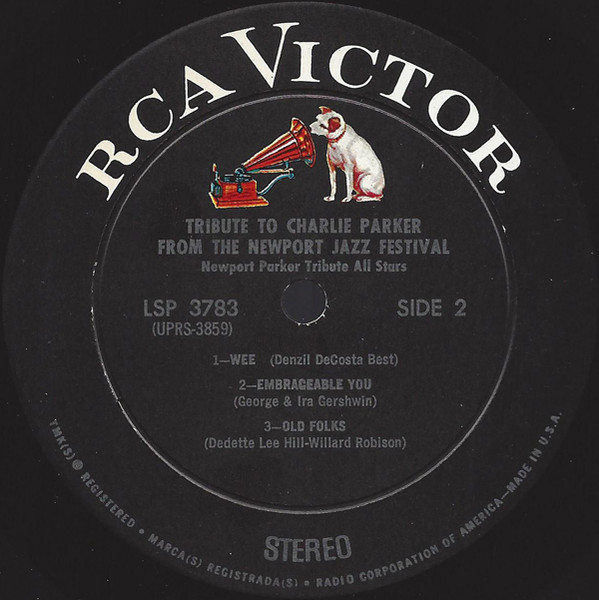 RCA VICTOR
TRIBUTE TO CHARLIE PARKER
FROM THE NEWPORT JAZZ FESTIVAL
Newport Parker Tribute All Stars
LSP 3783
(UPRS-3859)
SIDE 2
1—WEE (Denzil DeCosta Best)
2—EMBRAGEABLE YOU
(George & Ira Gershwin)
3—OLD FOLKS
(Dedette Lee Hill-Willard Robison)
STEREO
TMK(S) ® REGISTERED • MARCA(S) REGISTRADA(S) • RADIO CORPORATION OF AMERICA—MADE IN U.S.A.